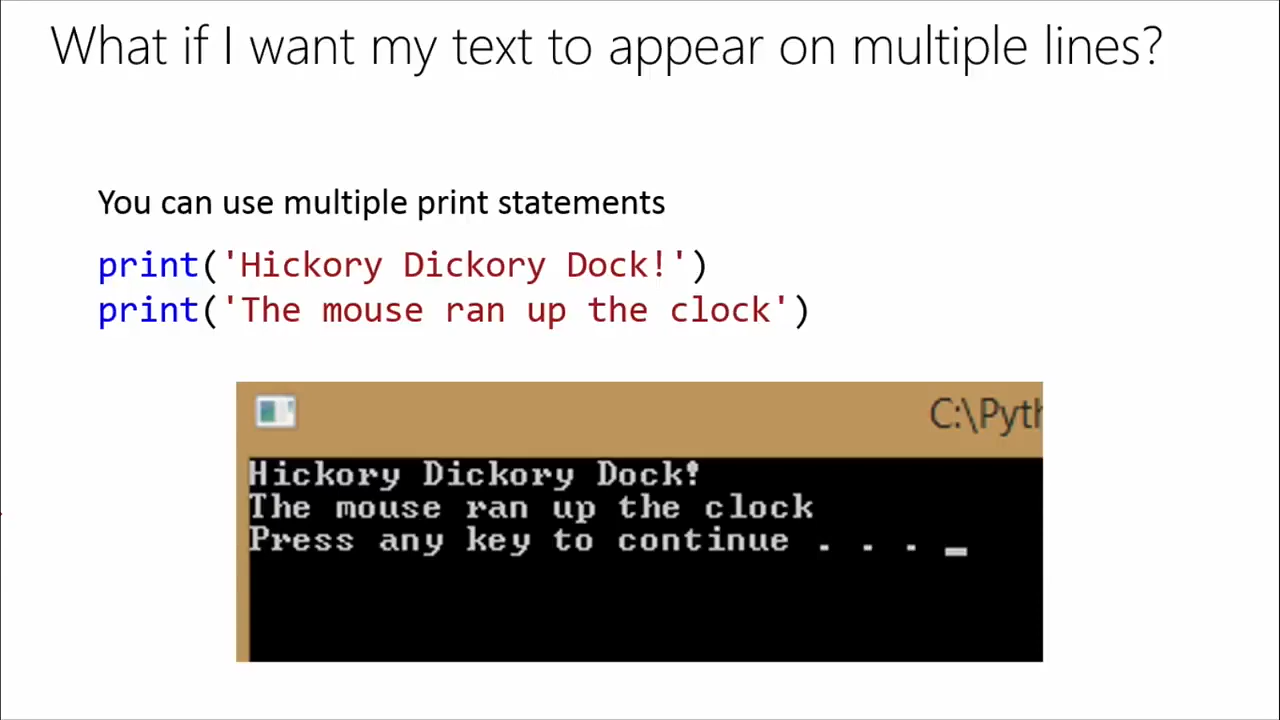 What if I want my text to appear on multiple lines?
You can use multiple print statements
print('Hickory Dickory Dock!')
print('The mouse ran up the clock')
C:\Pyth
Hickory Dickory Dock!
The mouse ran up the clock
Press any key to continue . . . _